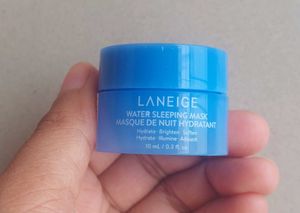 LANEIGE
WATER SLEEPING MASK
MASQUE DE NUIT HYDRATANT
Hydrate · Brighten · Soften
Hydrate · Illumine · Adoucit
10 mL / 0.3 fl. oz